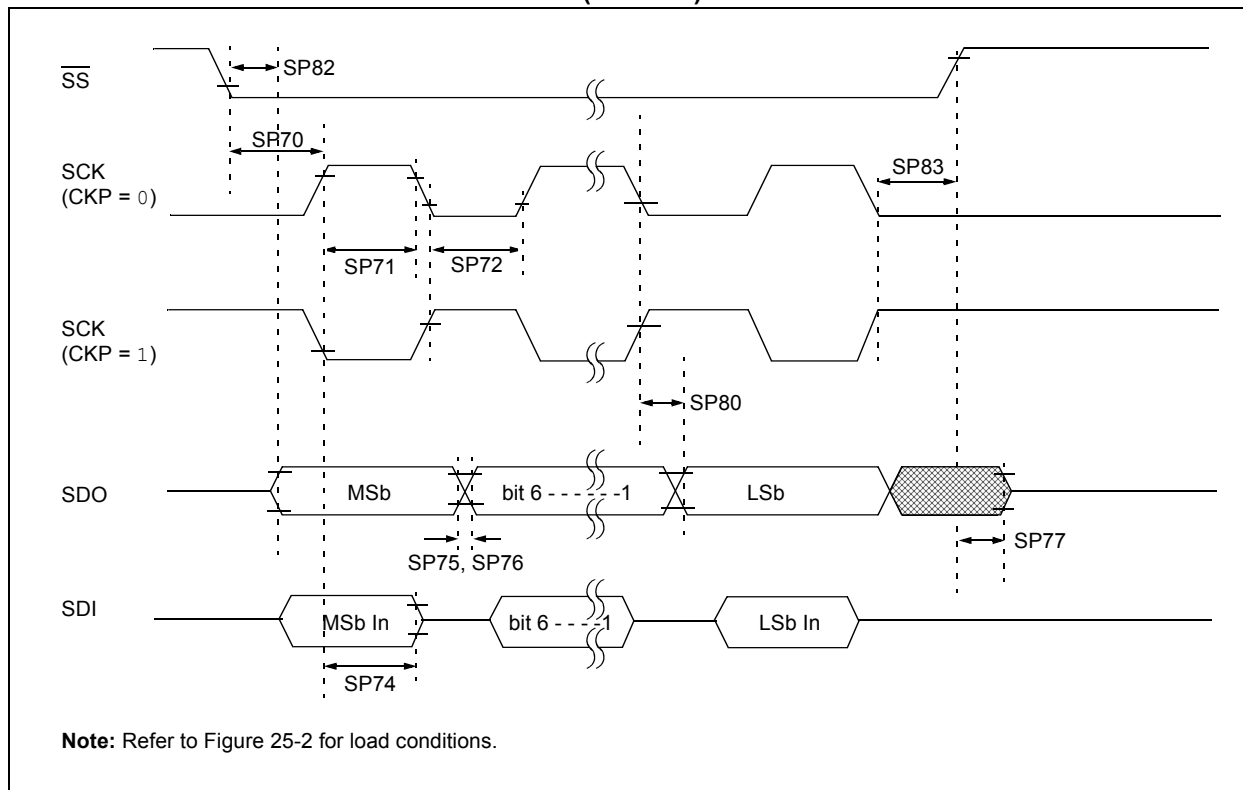 SS
SP82
SP70
SCK
(CKP = 0)
SP83
SP71
SP72
SCK
(CKP = 1)
SP80
SDO
MSb
bit 6 - - - - - -1
LSb
SP75, SP76
SP77
SDI
MSb In
bit 6 - - - -1
LSb In
SP74
Note: Refer to Figure 25-2 for load conditions.